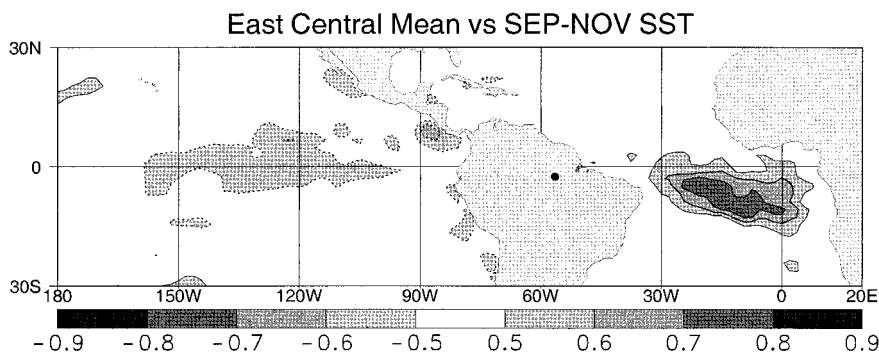 East Central Mean vs SEP-NOV SST
30N
0
30S
180 150W 120W 90W 60W 30W 0 20E
-0.9 -0.8 -0.7 -0.6 -0.5 0.5 0.6 0.7 0.8 0.9